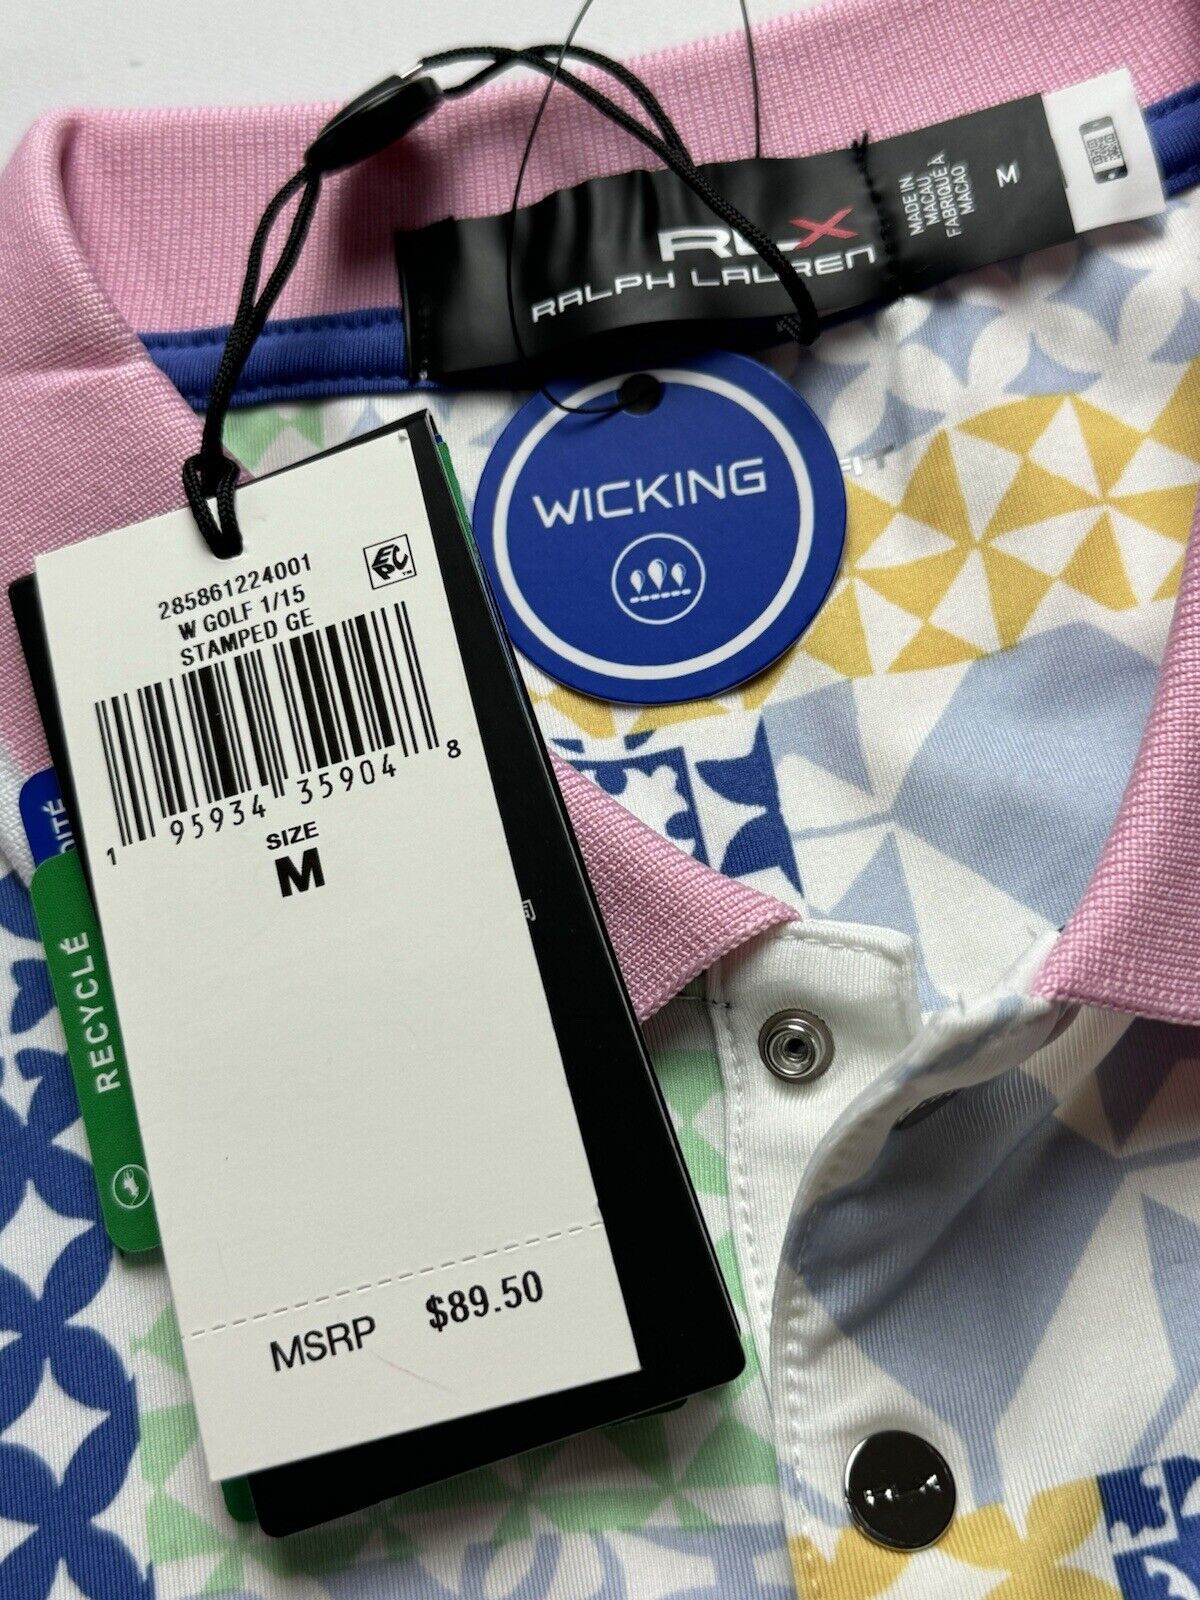 RLX
RALPH LAUREN
MADE IN
MACAU
FABRIQUÉ À
MACAO
M
WICKING
285861224001
W GOLF 1/15
STAMPED GE
EPC
1 95934 35904 8
SIZE
M
RECYCLÉ
MSRP $89.50